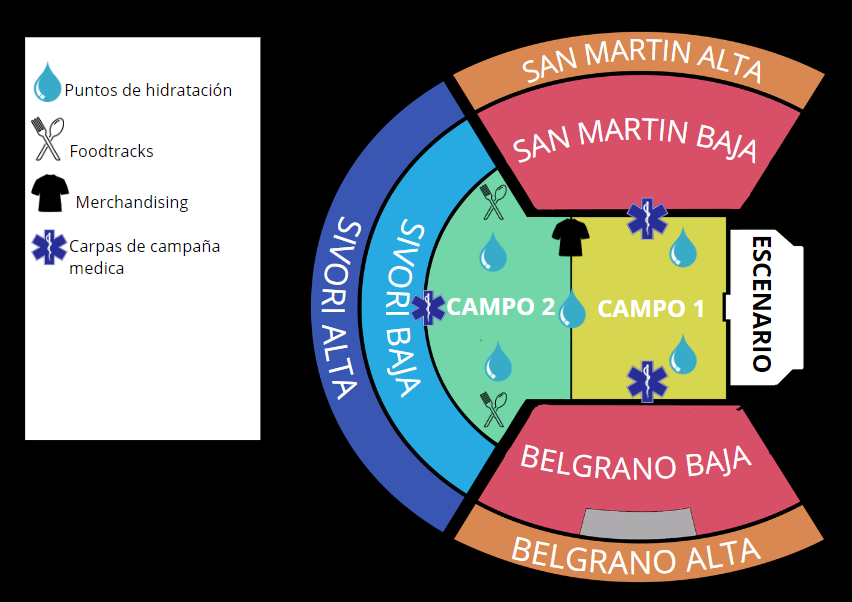 Puntos de hidratación
Foodtracks
Merchandising
Carpas de campaña
medica
SAN MARTIN ALTA
SAN MARTIN BAJA
SIVORI ALTA
SIVORI BAJA
CAMPO 2
CAMPO 1
ESCENARIO
BELGRANO BAJA
BELGRANO ALTA